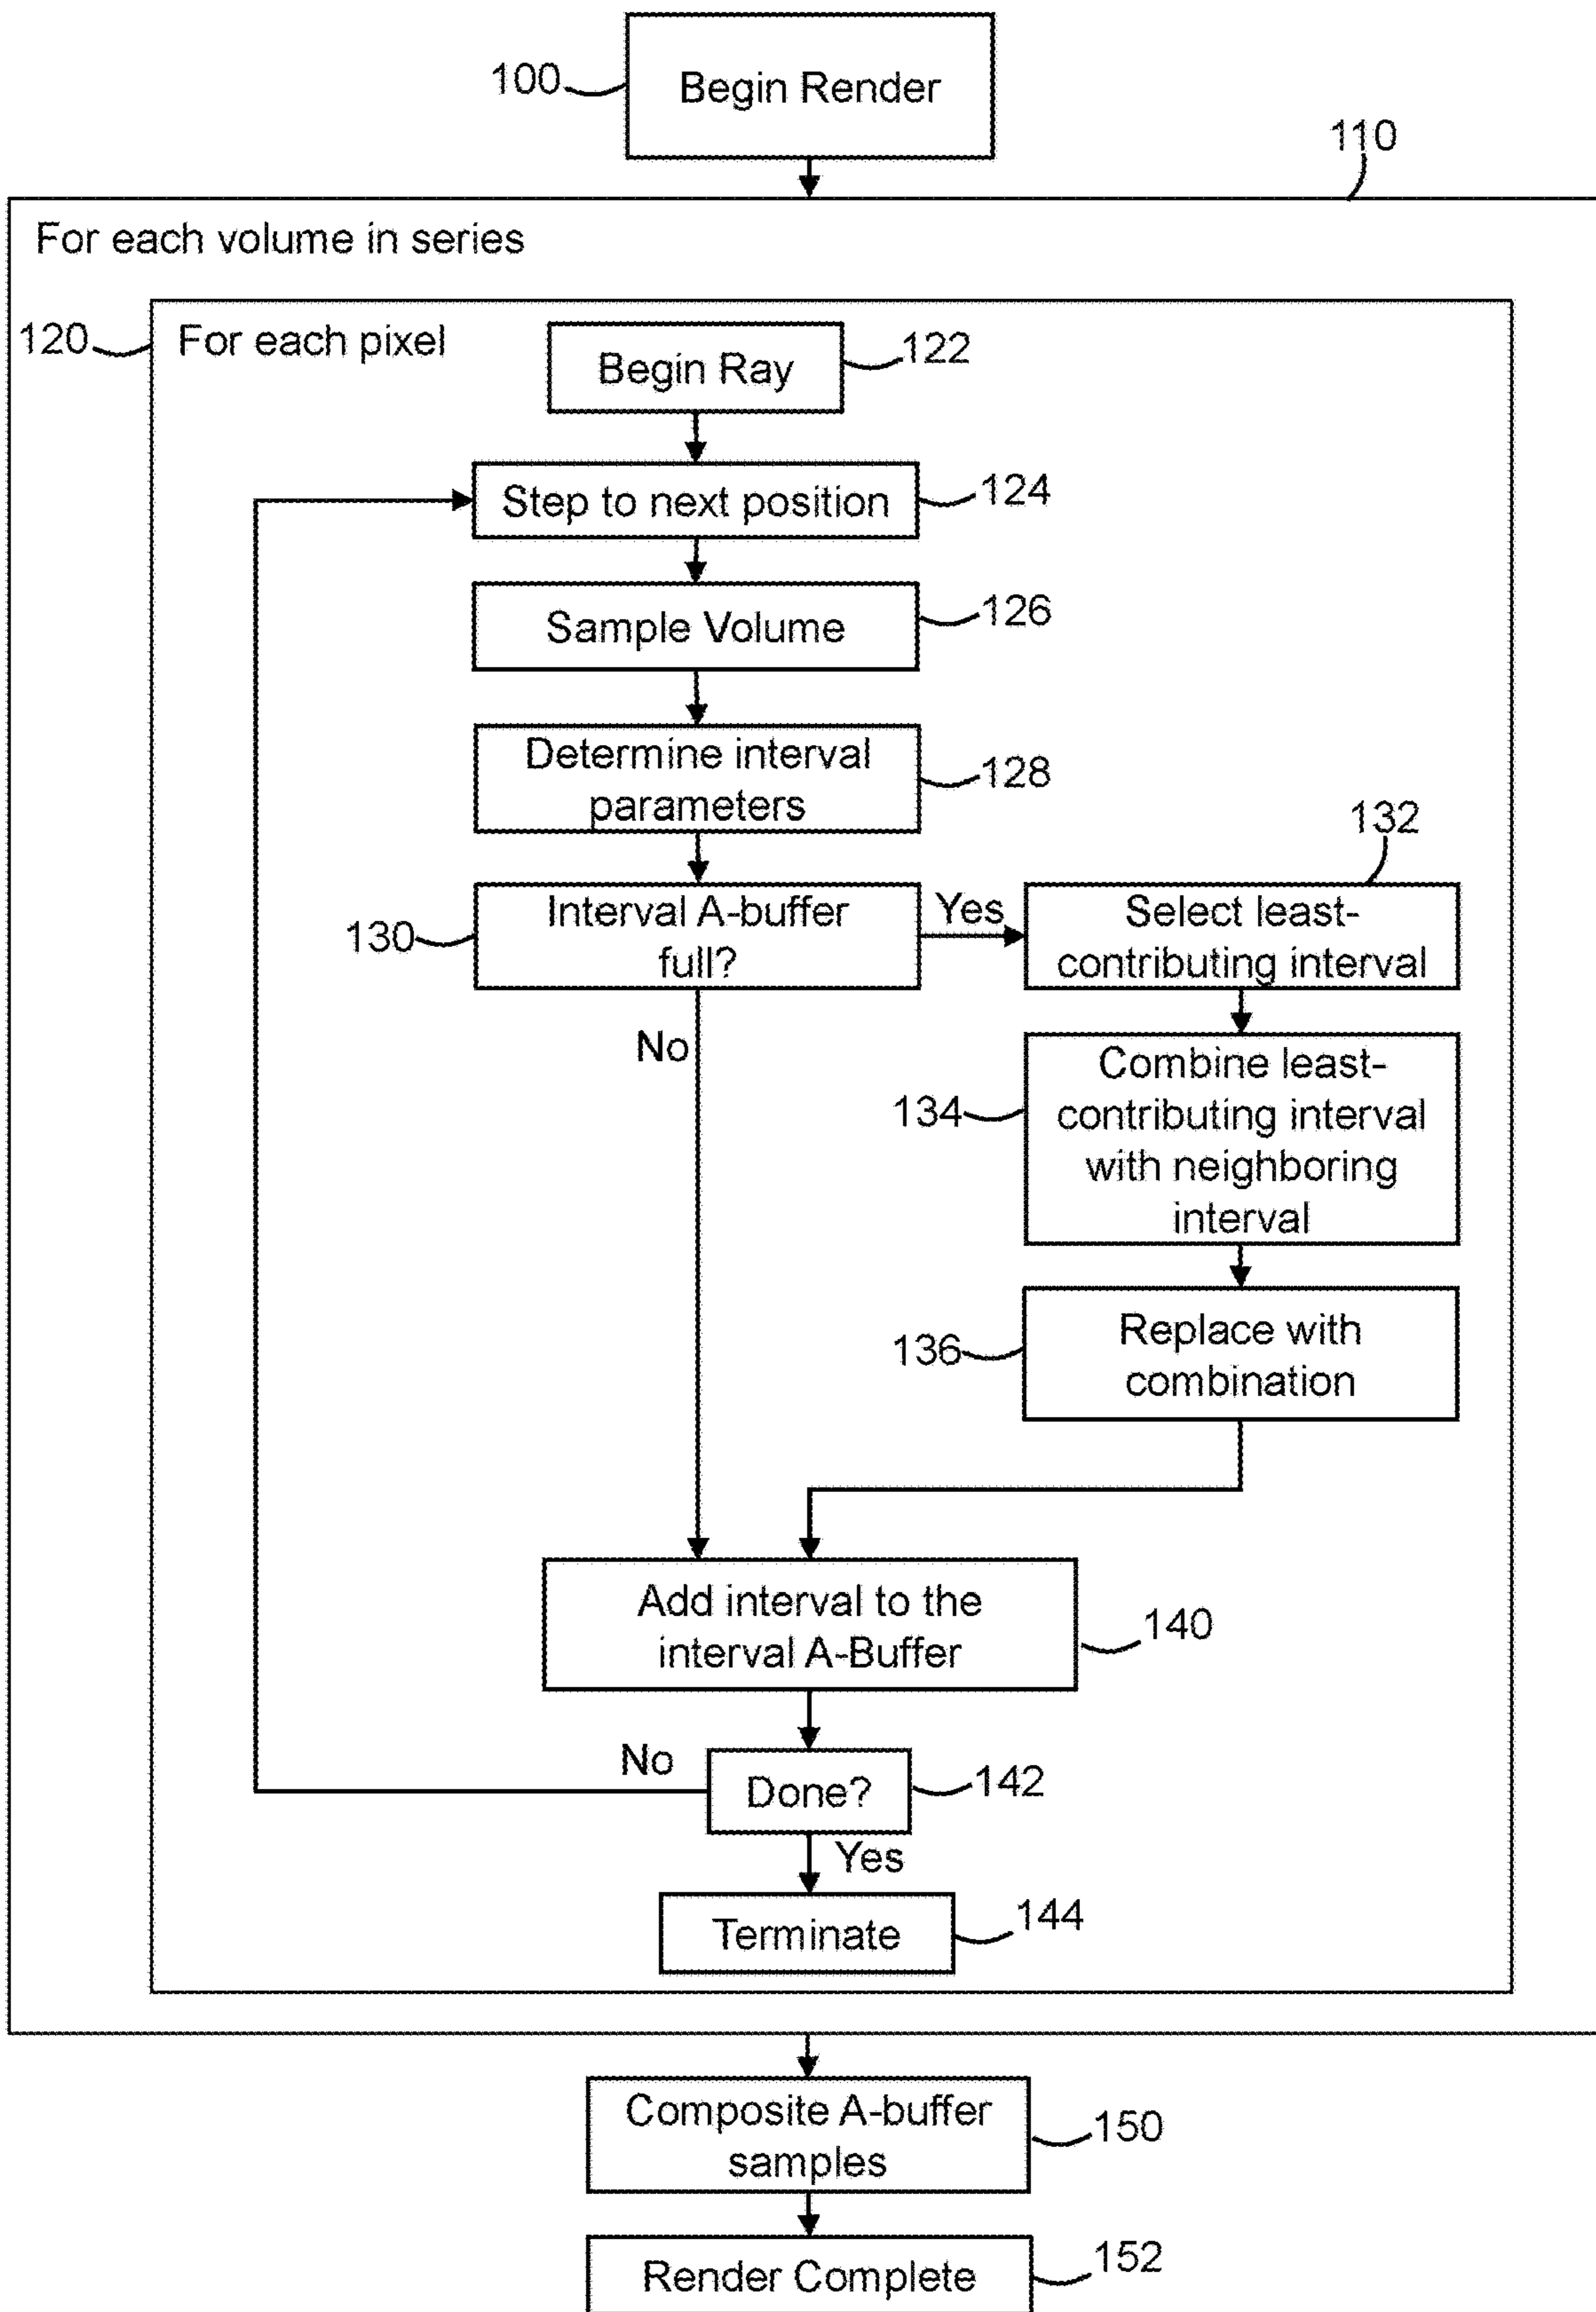 100
Begin Render
110
For each volume in series
120
For each pixel
Begin Ray
122
Step to next position
124
Sample Volume
126
Determine interval
parameters
128
132
130
Interval A-buffer
full?
Yes
Select least-
contributing interval
No
134
Combine least-
contributing interval
with neighboring
interval
136
Replace with
combination
Add interval to the
interval A-Buffer
140
No
Done?
142
Yes
Terminate
144
Composite A-buffer
samples
150
Render Complete
152